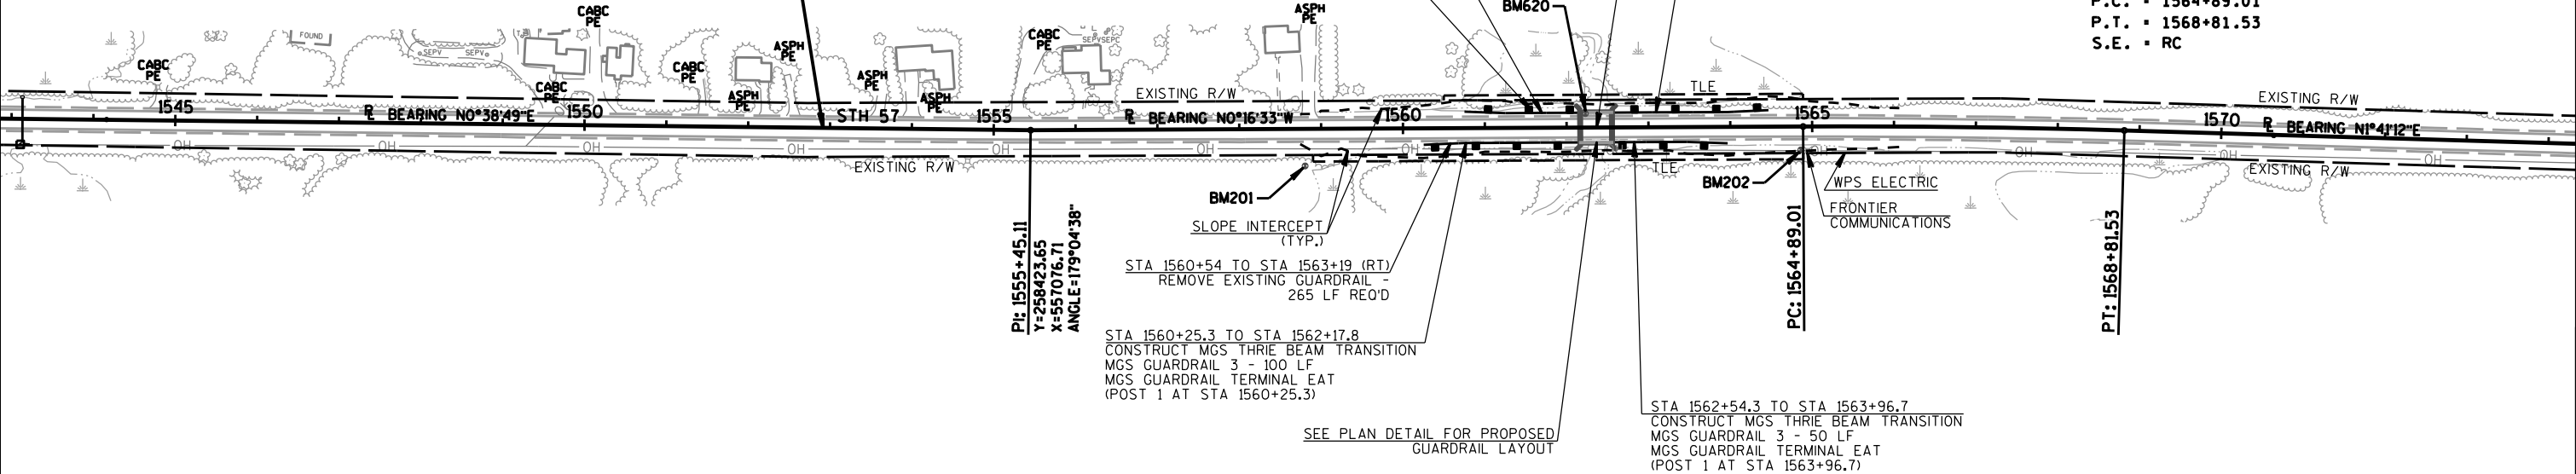 BM620
P.C. = 1564+89.01
P.T. = 1568+81.53
S.E. = RC
CABC
PE
ASPH
PE
FOUND
SEPV
SEPV
ASPH
PE
CABC
PE
SEPVSEPC
CABC
PE
CABC
PE
ASPH
PE
CABC
PE
ASPH
PE
ASPH
PE
EXISTING R/W
TLE
EXISTING R/W
1545
BEARING N0°38'49"E
1550
STH 57
1555
BEARING N0°16'33"W
1560
1565
1570
BEARING N1°41'12"E
OH
OH
OH
OH
OH
OH
OH
OH
OH
OH
OH
OH
EXISTING R/W
TLE
EXISTING R/W
BM201
BM202
WPS ELECTRIC
FRONTIER
COMMUNICATIONS
SLOPE INTERCEPT
(TYP.)
PI: 1555+45.11
Y=258423.65
X=557076.71
ANGLE=179°04'38"
PC: 1564+89.01
PT: 1568+81.53
STA 1560+54 TO STA 1563+19 (RT)
REMOVE EXISTING GUARDRAIL -
265 LF REQ'D
STA 1560+25.3 TO STA 1562+17.8
CONSTRUCT MGS THRIE BEAM TRANSITION
MGS GUARDRAIL 3 - 100 LF
MGS GUARDRAIL TERMINAL EAT
(POST 1 AT STA 1560+25.3)
SEE PLAN DETAIL FOR PROPOSED
GUARDRAIL LAYOUT
STA 1562+54.3 TO STA 1563+96.7
CONSTRUCT MGS THRIE BEAM TRANSITION
MGS GUARDRAIL 3 - 50 LF
MGS GUARDRAIL TERMINAL EAT
(POST 1 AT STA 1563+96.7)